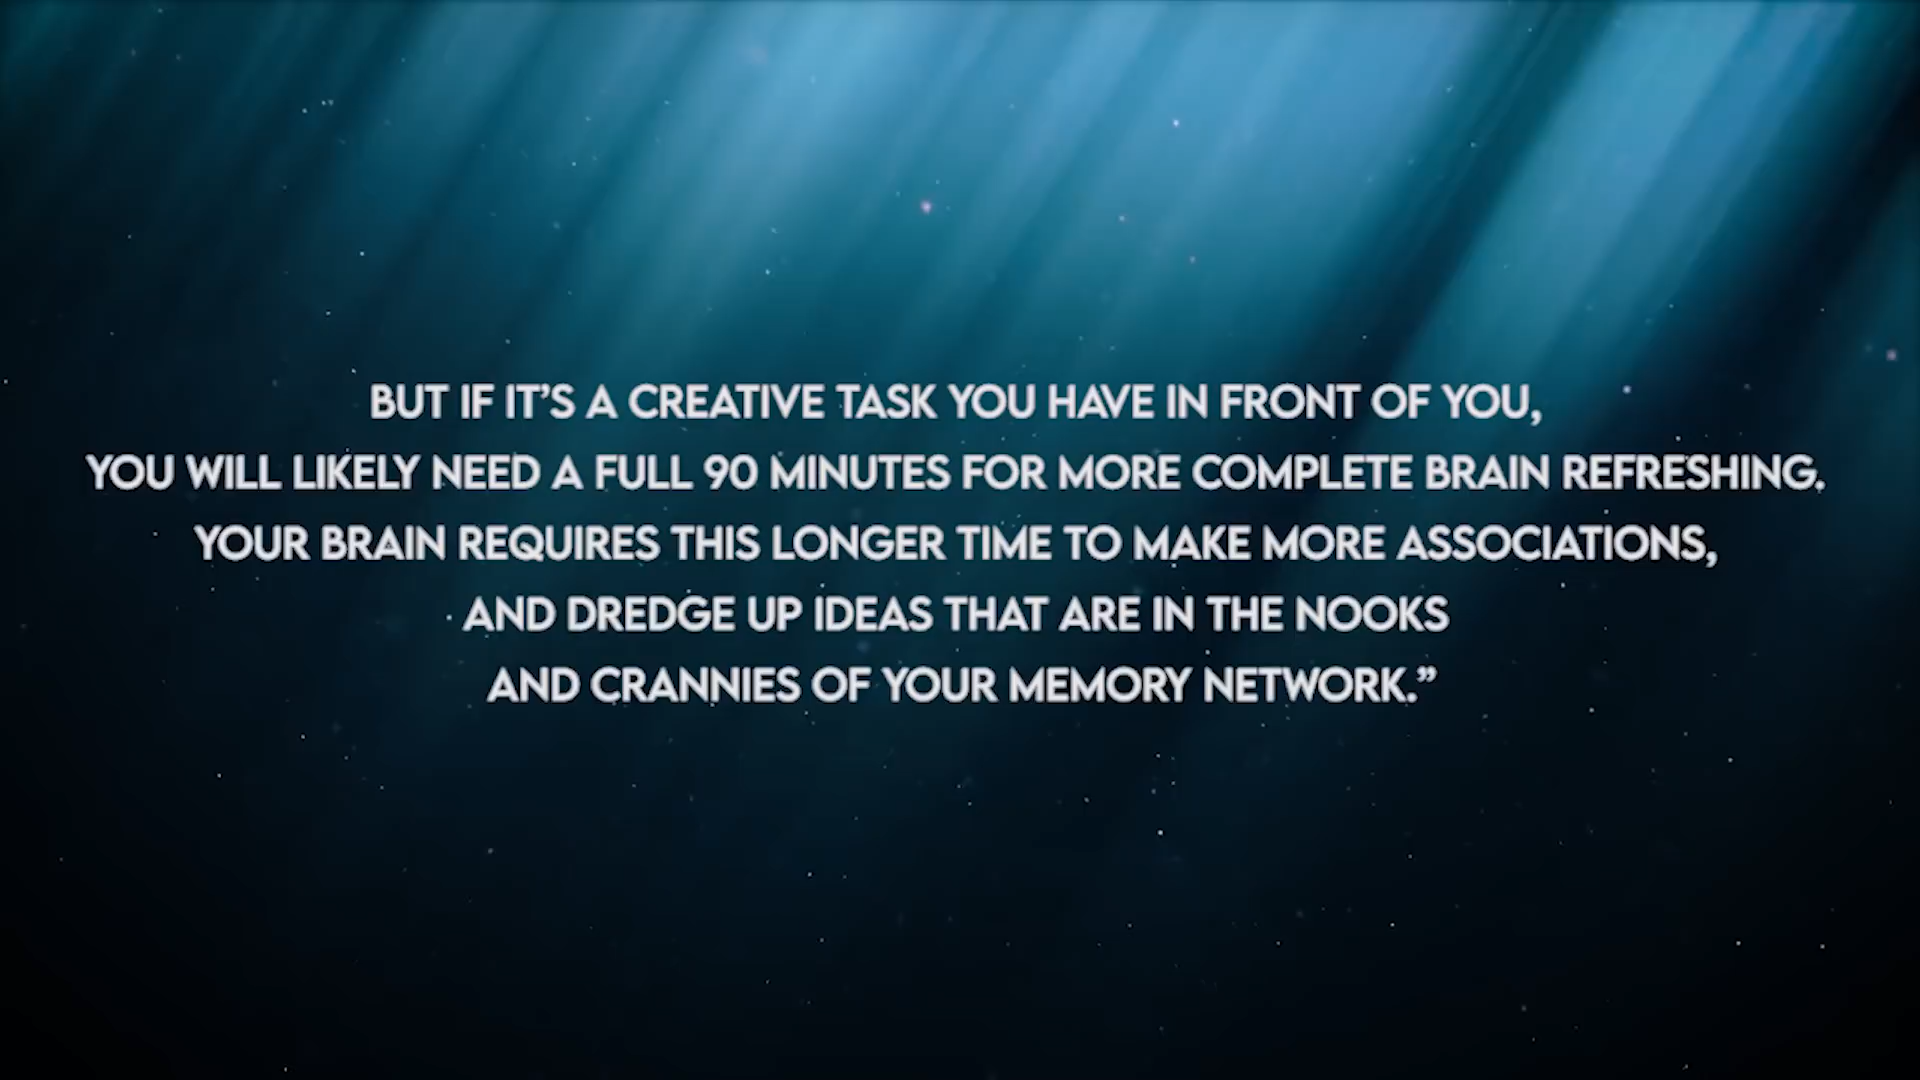 BUT IF IT’S A CREATIVE TASK YOU HAVE IN FRONT OF YOU,
YOU WILL LIKELY NEED A FULL 90 MINUTES FOR MORE COMPLETE BRAIN REFRESHING.
YOUR BRAIN REQUIRES THIS LONGER TIME TO MAKE MORE ASSOCIATIONS,
AND DREDGE UP IDEAS THAT ARE IN THE NOOKS
AND CRANNIES OF YOUR MEMORY NETWORK.”